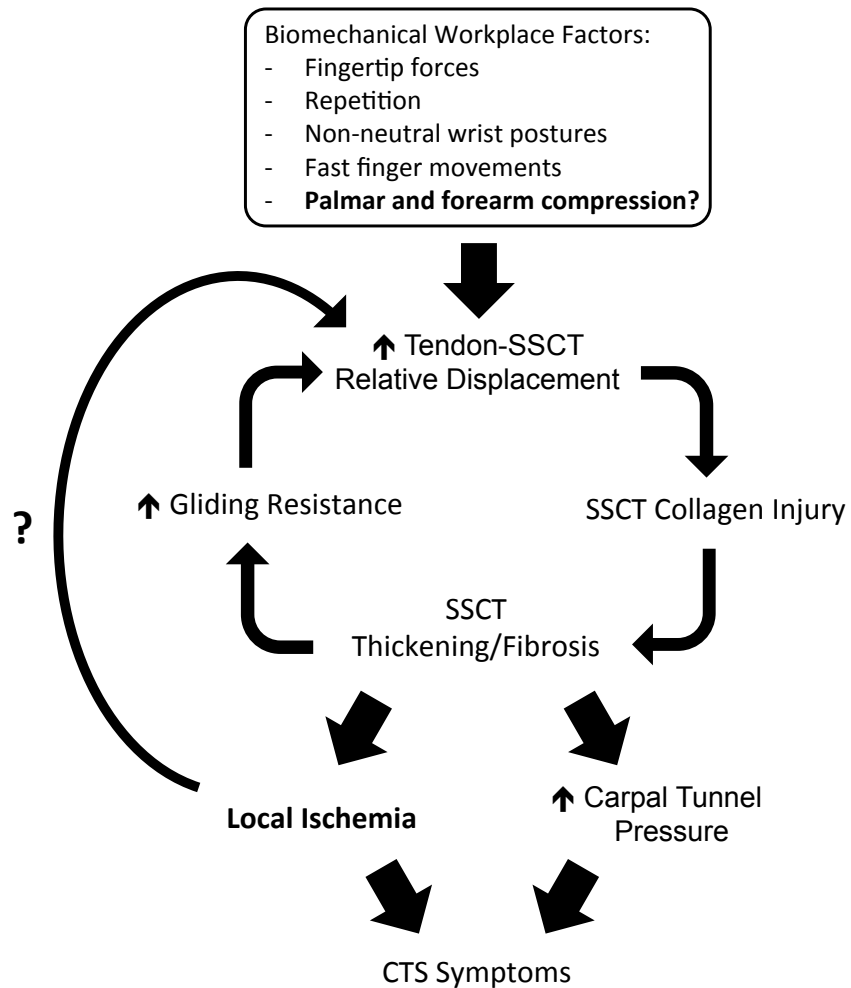 Biomechanical Workplace Factors:
- Fingertip forces
- Repetition
- Non-neutral wrist postures
- Fast finger movements
- Palmar and forearm compression?
↑ Tendon-SSCT
Relative Displacement
↑ Gliding Resistance
SSCT Collagen Injury
?
SSCT
Thickening/Fibrosis
Local Ischemia
↑ Carpal Tunnel
Pressure
CTS Symptoms